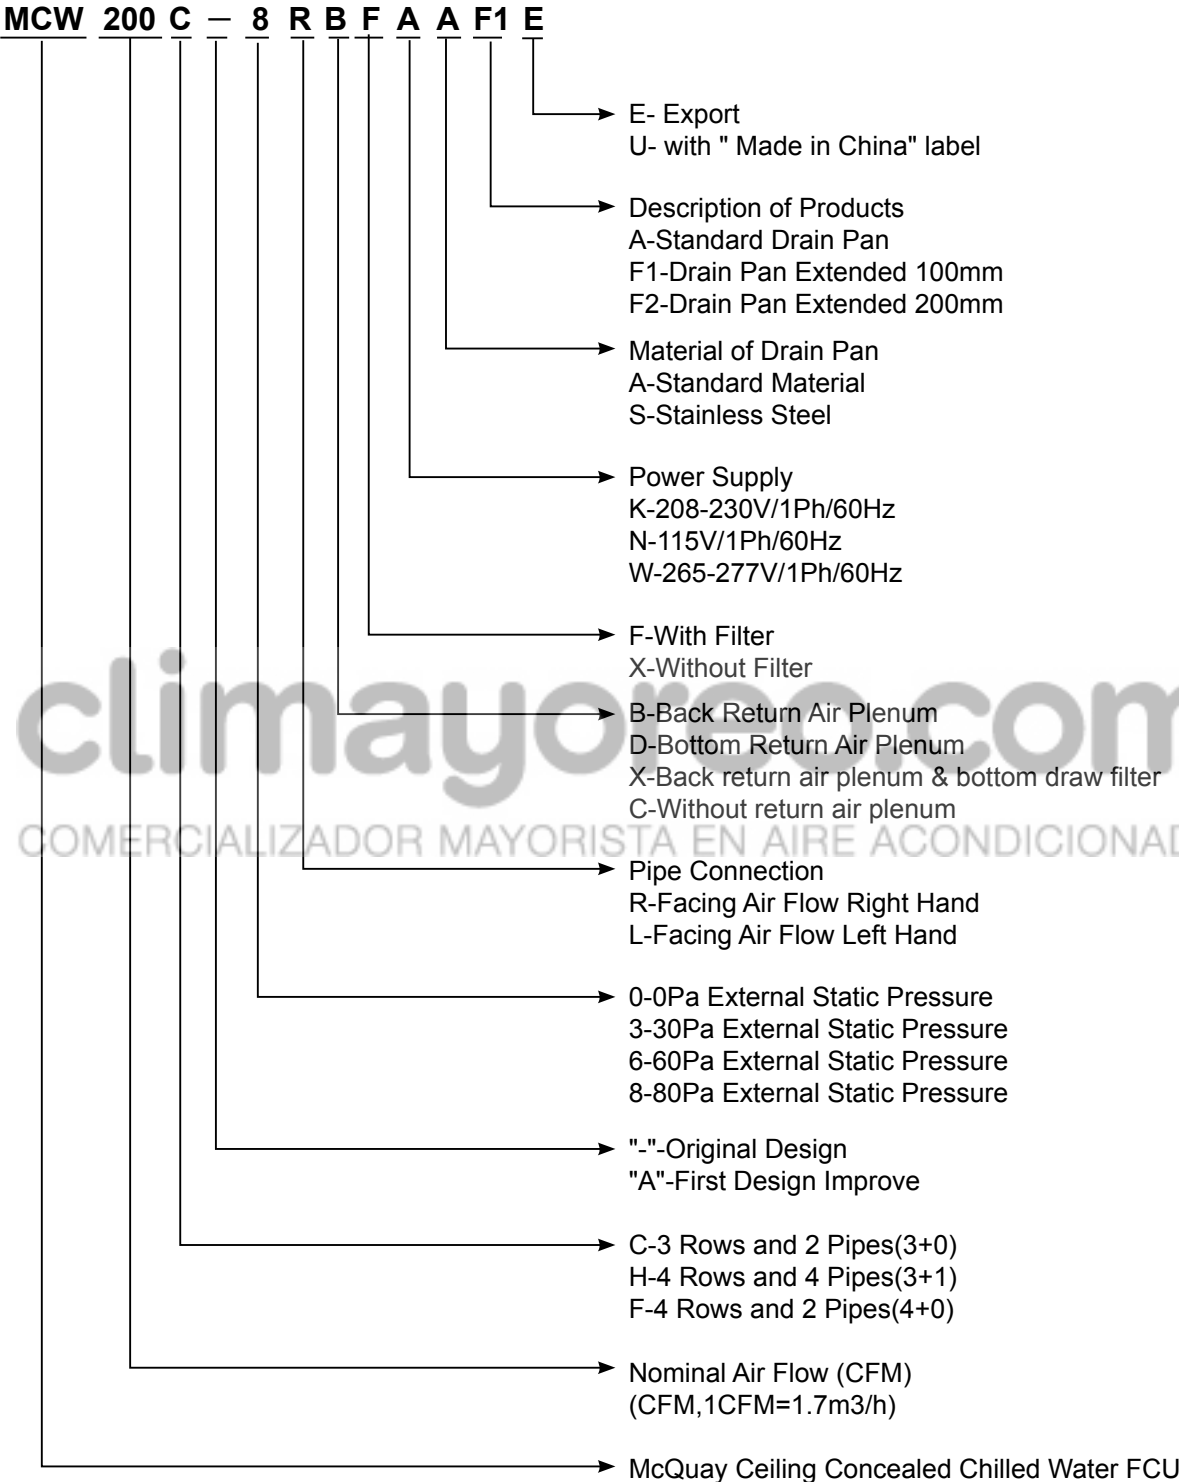 MCW 200 C - 8 R B F A A F1 E
E- Export
U- with " Made in China" label
Description of Products
A-Standard Drain Pan
F1-Drain Pan Extended 100mm
F2-Drain Pan Extended 200mm
Material of Drain Pan
A-Standard Material
S-Stainless Steel
Power Supply
K-208-230V/1Ph/60Hz
N-115V/1Ph/60Hz
W-265-277V/1Ph/60Hz
F-With Filter
X-Without Filter
climayoreo.com
B-Back Return Air Plenum
D-Bottom Return Air Plenum
X-Back return air plenum & bottom draw filter
C-Without return air plenum
COMERCIALIZADOR MAYORISTA EN AIRE ACONDICIONAD
Pipe Connection
R-Facing Air Flow Right Hand
L-Facing Air Flow Left Hand
0-0Pa External Static Pressure
3-30Pa External Static Pressure
6-60Pa External Static Pressure
8-80Pa External Static Pressure
"-"-Original Design
"A"-First Design Improve
C-3 Rows and 2 Pipes(3+0)
H-4 Rows and 4 Pipes(3+1)
F-4 Rows and 2 Pipes(4+0)
Nominal Air Flow (CFM)
(CFM,1CFM=1.7m3/h)
McQuay Ceiling Concealed Chilled Water FCU